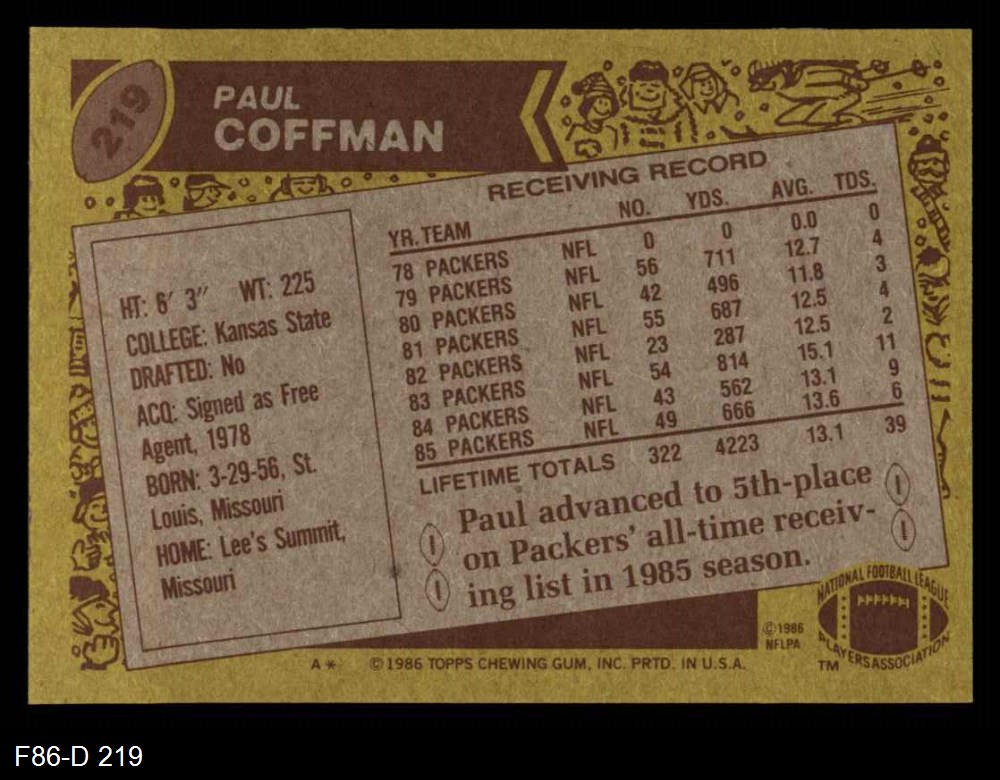 219
PAUL
COFFMAN
RECEIVING RECORD
YR. TEAM NO. YDS. AVG. TDS.
78 PACKERS NFL 0 0 0.0 0
79 PACKERS NFL 56 711 12.7 4
80 PACKERS NFL 42 496 11.8 3
81 PACKERS NFL 55 687 12.5 4
82 PACKERS NFL 23 287 12.5 2
83 PACKERS NFL 54 814 15.1 11
84 PACKERS NFL 43 562 13.1 9
85 PACKERS NFL 49 666 13.6 6
LIFETIME TOTALS 322 4223 13.1 39
HT: 6' 3" WT: 225
COLLEGE: Kansas State
DRAFTED: No
ACQ: Signed as Free
Agent, 1978
BORN: 3-29-56, St.
Louis, Missouri
HOME: Lee's Summit,
Missouri
Paul advanced to 5th-place
on Packers' all-time receiv-
ing list in 1985 season.
NATIONAL FOOTBALL LEAGUE
PLAYERS ASSOCIATION
TM
©1986
NFLPA
A* ©1986 TOPPS CHEWING GUM, INC. PRTD. IN U.S.A.
F86-D 219